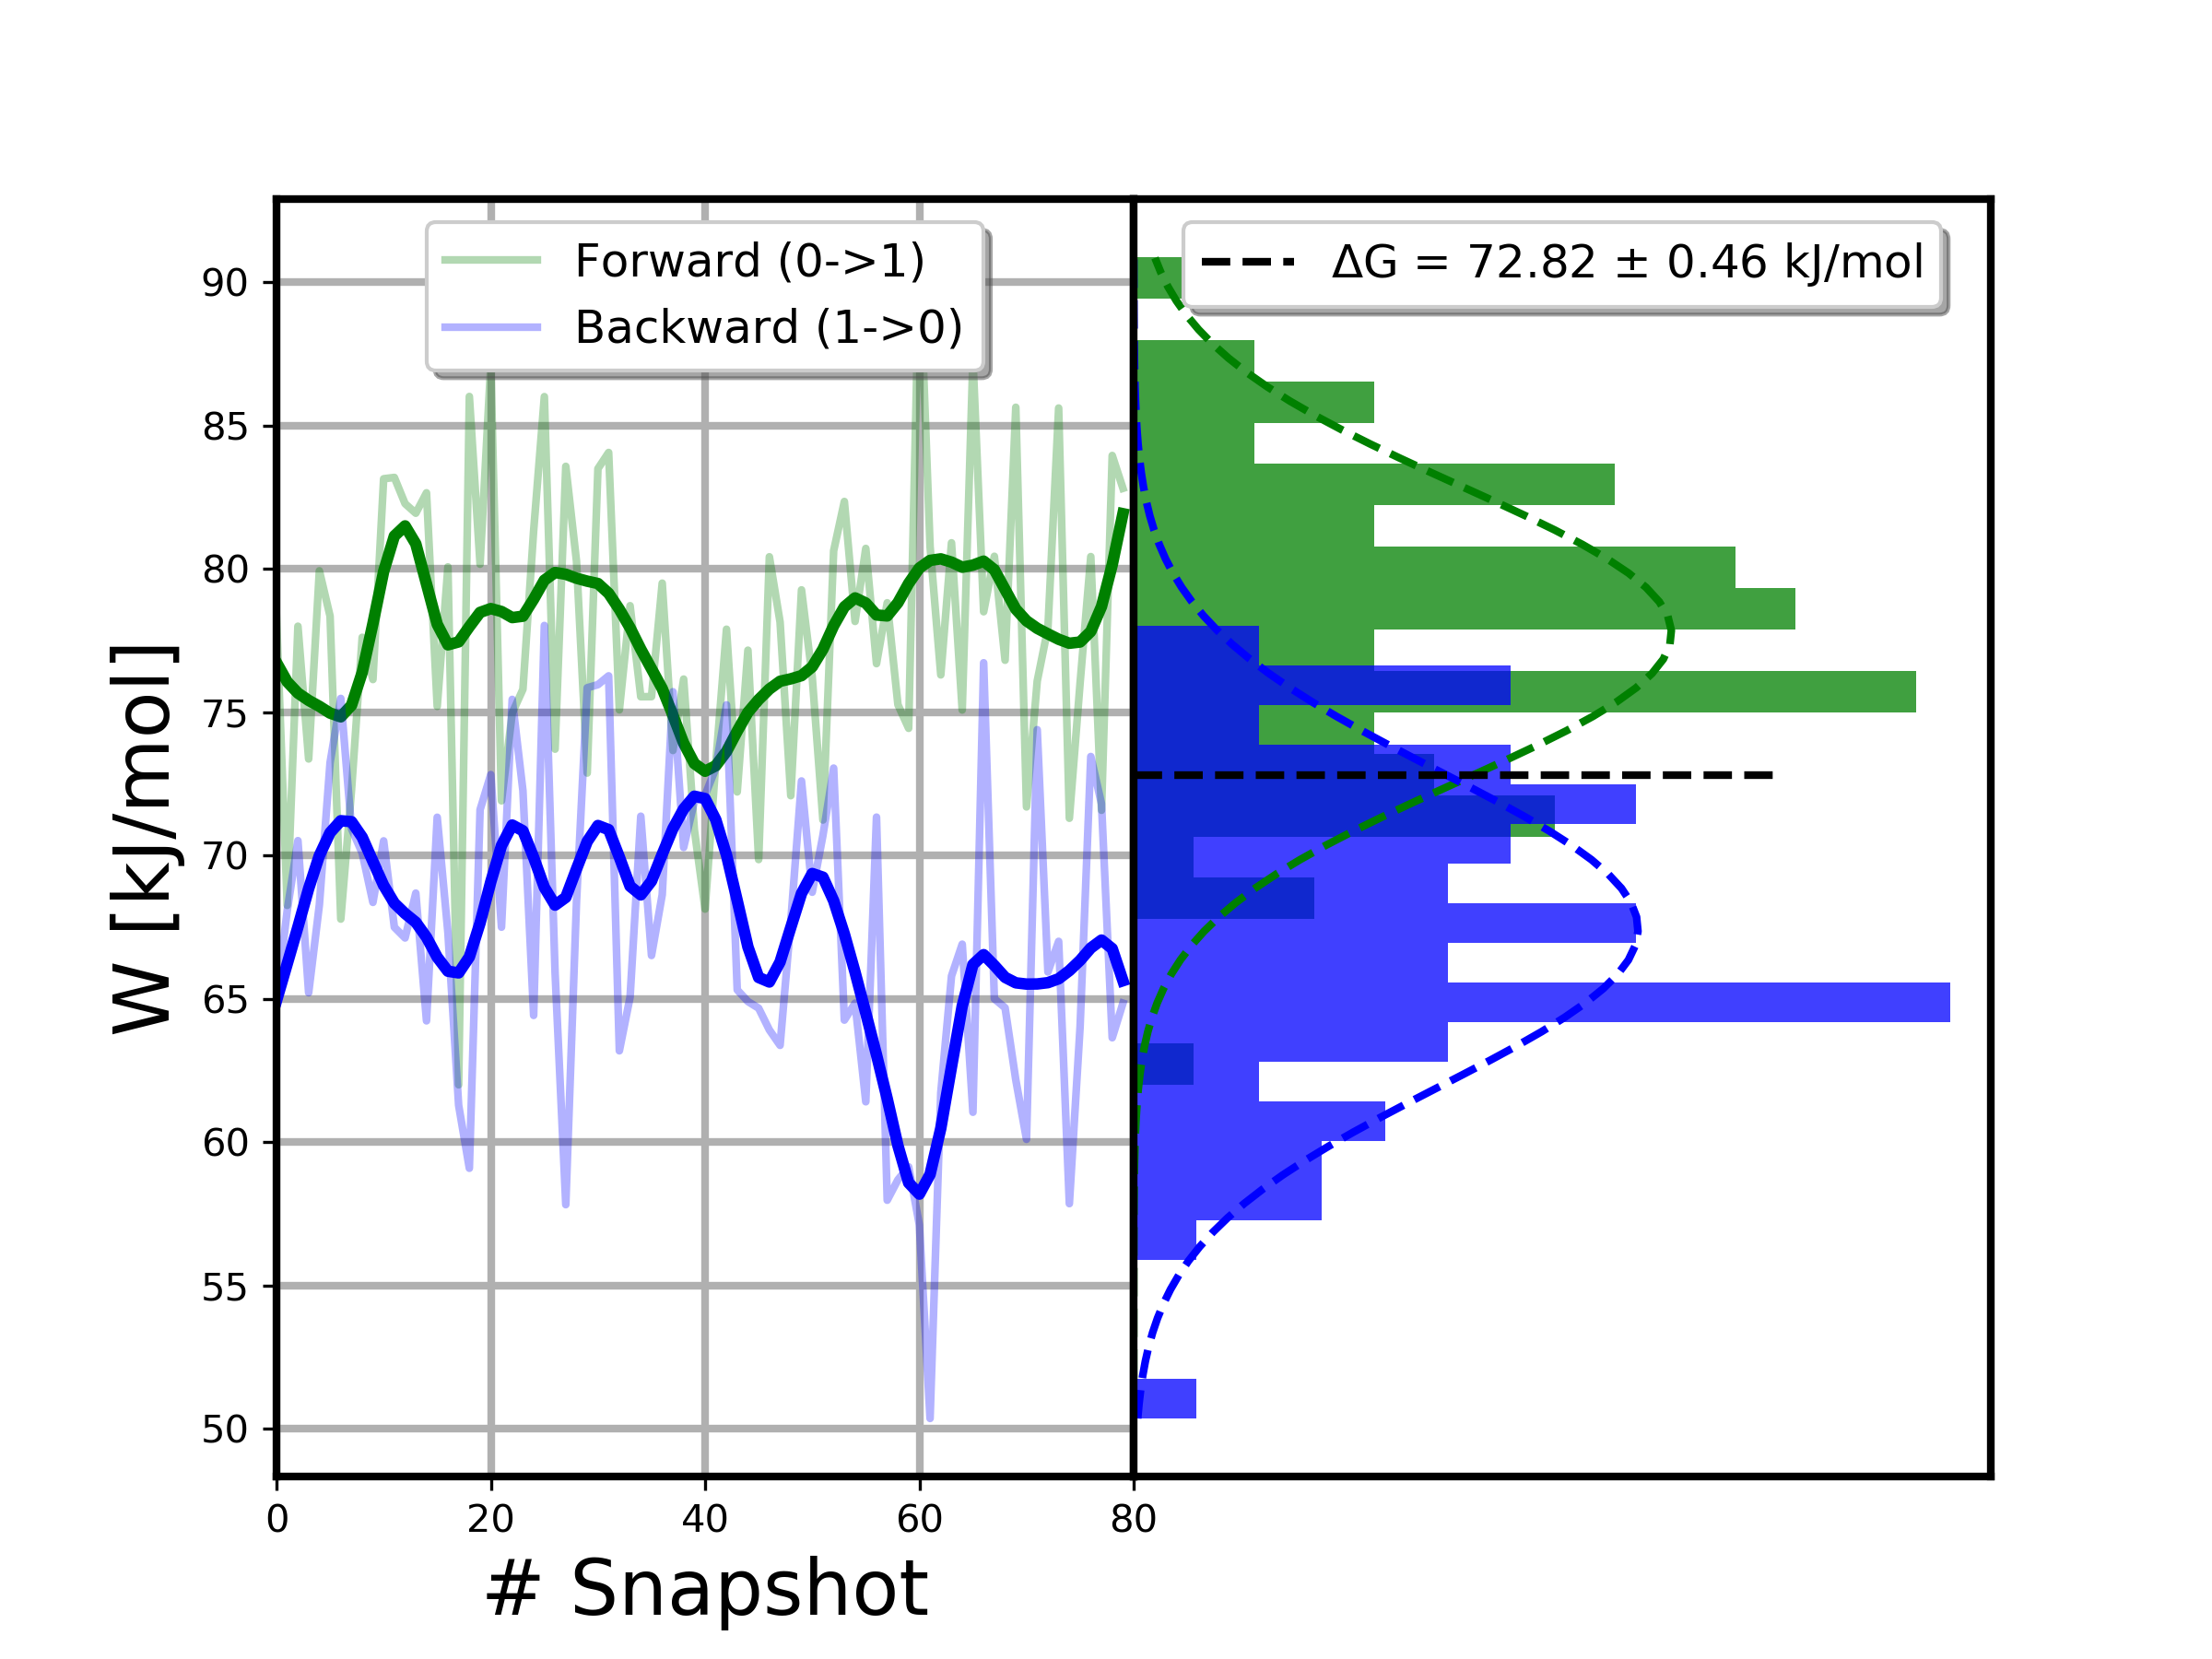 Forward (0->1)
Backward (1->0)
ΔG = 72.82 ± 0.46 kJ/mol
W [kJ/mol]
90
85
80
75
70
65
60
55
50
0 20 40 60 80
# Snapshot